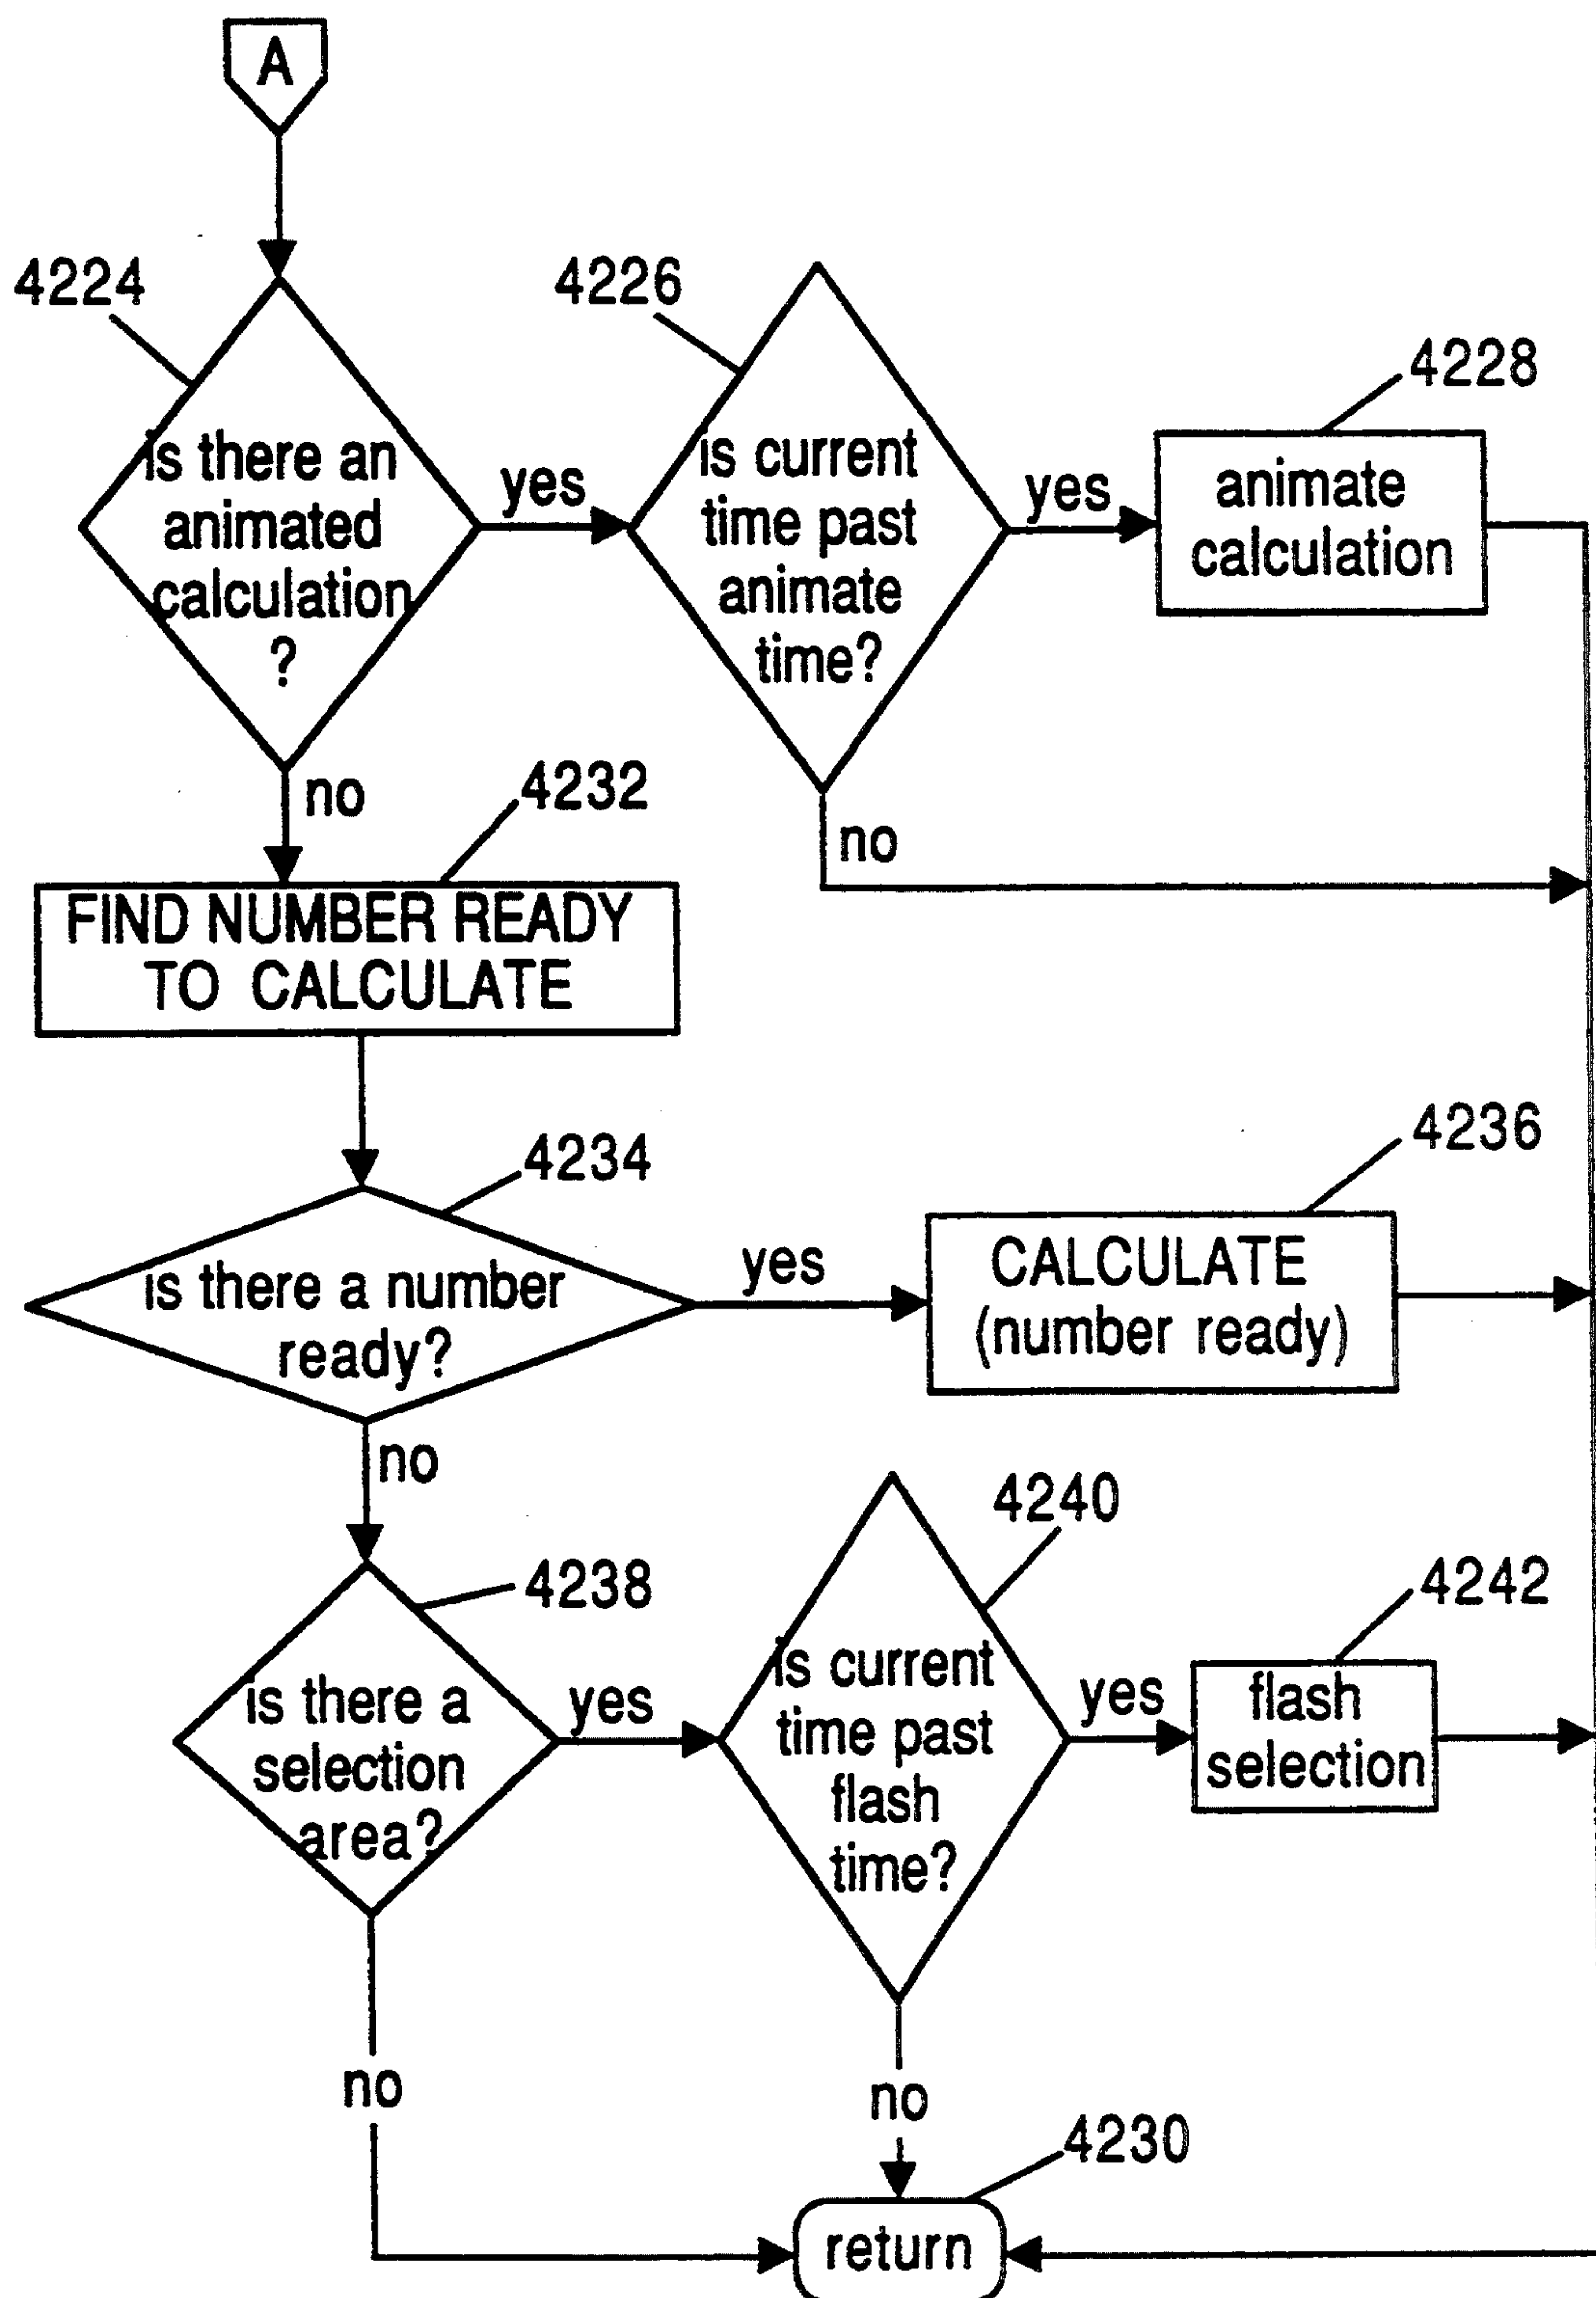 A
4224
is there an
animated
calculation
?
yes
4226
is current
time past
animate
time?
yes
4228
animate
calculation
no
no
4232
FIND NUMBER READY
TO CALCULATE
4234
is there a number
ready?
yes
4236
CALCULATE
(number ready)
no
4238
is there a
selection
area?
yes
4240
is current
time past
flash
time?
yes
4242
flash
selection
no
no
4230
return